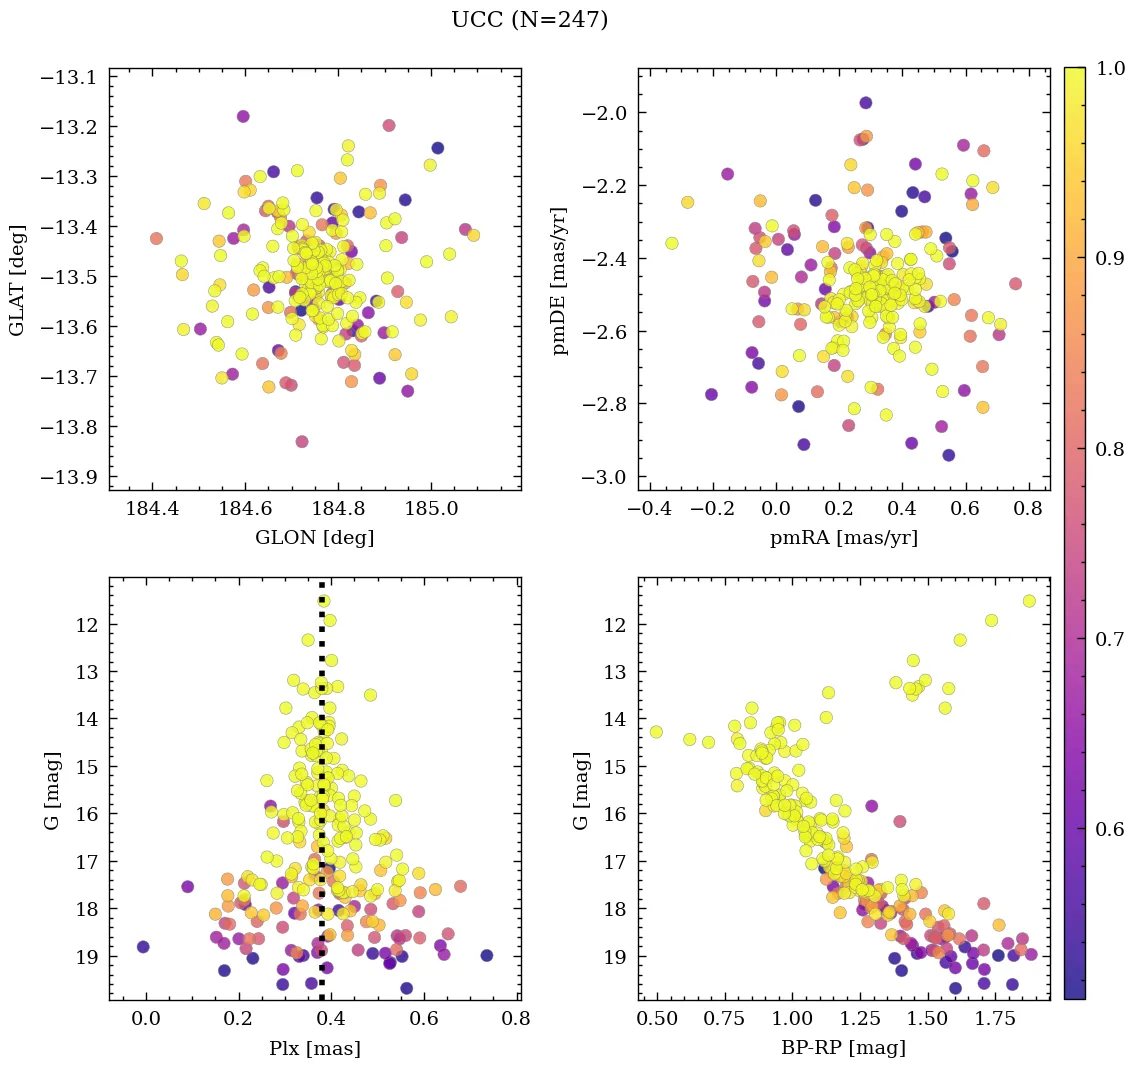 UCC (N=247)
−13.1
−13.2
−13.3
−13.4
−13.5
−13.6
−13.7
−13.8
−13.9
GLAT [deg]
184.4 184.6 184.8 185.0
GLON [deg]
−2.0
−2.2
−2.4
−2.6
−2.8
−3.0
pmDE [mas/yr]
−0.4 −0.2 0.0 0.2 0.4 0.6 0.8
pmRA [mas/yr]
12
13
14
15
16
17
18
19
G [mag]
0.0 0.2 0.4 0.6 0.8
Plx [mas]
12
13
14
15
16
17
18
19
G [mag]
0.50 0.75 1.00 1.25 1.50 1.75
BP-RP [mag]
1.0
0.9
0.8
0.7
0.6